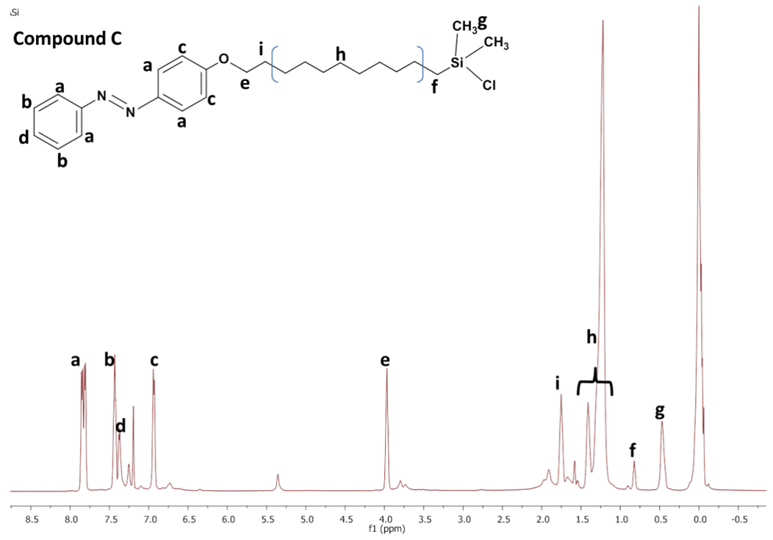 .Si
Compound C
CH₃ g
CH₃
Si
Cl
f
h
i
e
O
c
a
c
a
N
N
a
b
d
a
b
a
b
d
c
e
i
h
f
g
8.5 8.0 7.5 7.0 6.5 6.0 5.5 5.0 4.5 4.0 3.5 3.0 2.5 2.0 1.5 1.0 0.5 0.0 -0.5
f1 (ppm)